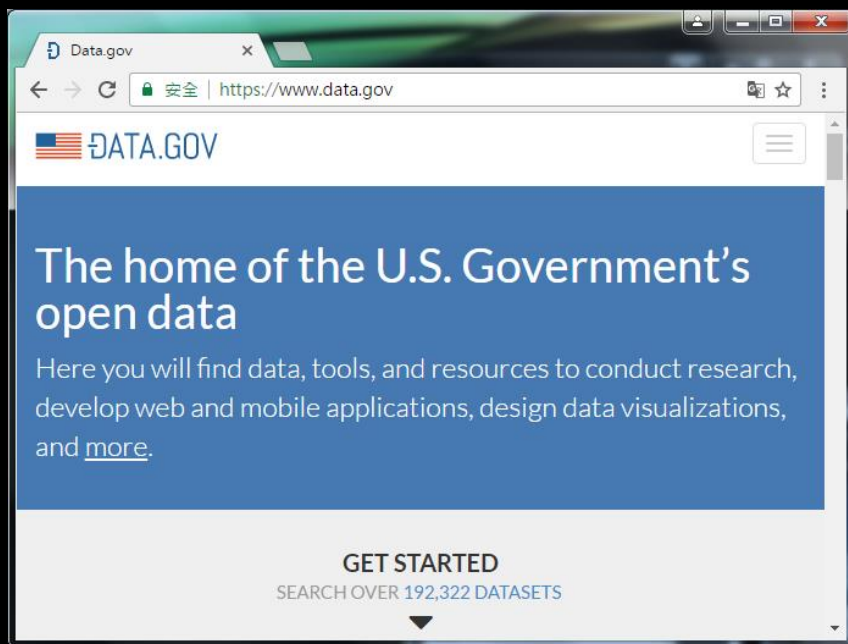 Data.gov
安全 | https://www.data.gov
DATA.GOV
The home of the U.S. Government's
open data
Here you will find data, tools, and resources to conduct research,
develop web and mobile applications, design data visualizations,
and more.
GET STARTED
SEARCH OVER 192,322 DATASETS